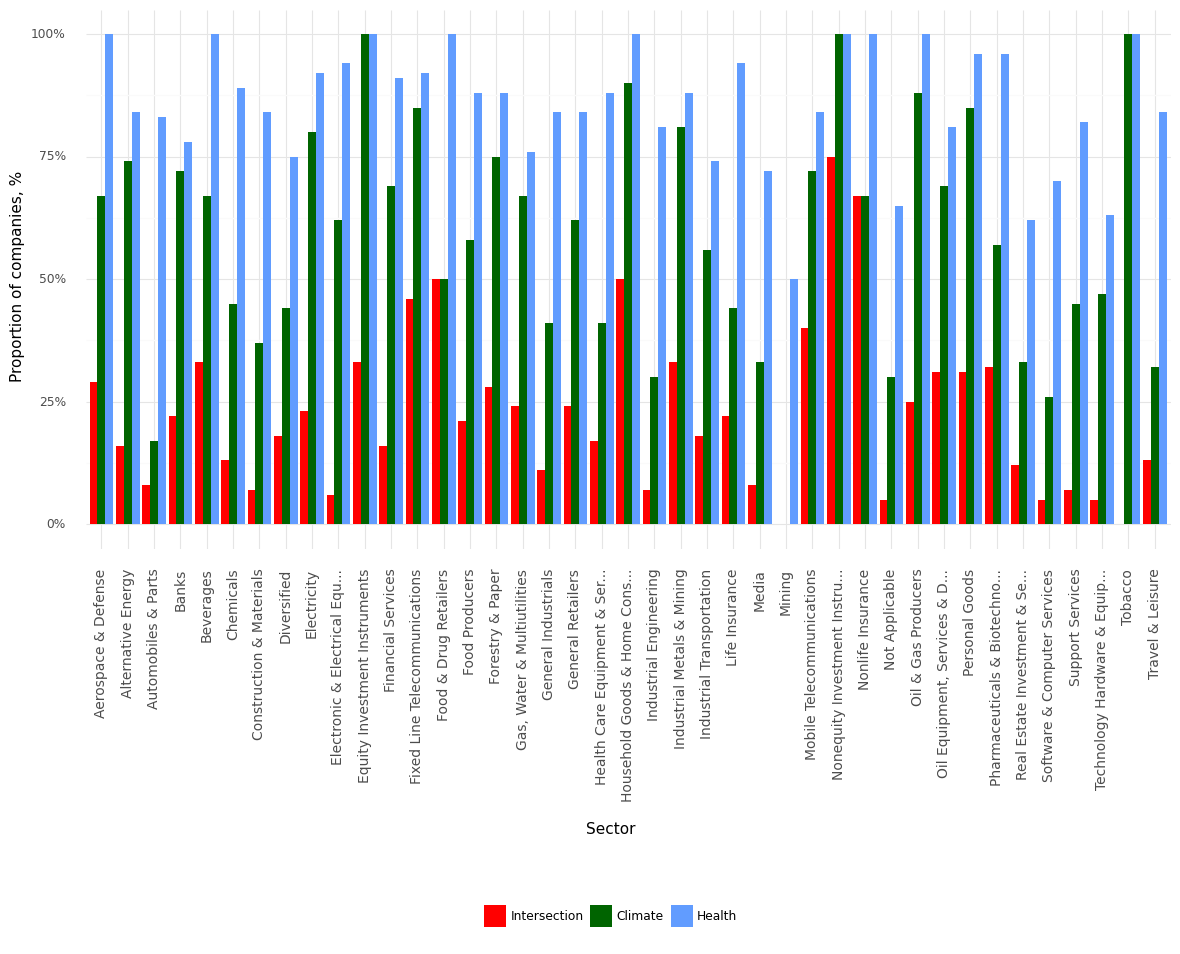 100%
75%
50%
25%
0%
Proportion of companies, %
Aerospace & Defense
Alternative Energy
Automobiles & Parts
Banks
Beverages
Chemicals
Construction & Materials
Diversified
Electricity
Electronic & Electrical Equ...
Equity Investment Instruments
Financial Services
Fixed Line Telecommunications
Food & Drug Retailers
Food Producers
Forestry & Paper
Gas, Water & Multiutilities
General Industrials
General Retailers
Health Care Equipment & Ser...
Household Goods & Home Cons...
Industrial Engineering
Industrial Metals & Mining
Industrial Transportation
Life Insurance
Media
Mining
Mobile Telecommunications
Nonequity Investment Instru...
Nonlife Insurance
Not Applicable
Oil & Gas Producers
Oil Equipment, Services & D...
Personal Goods
Pharmaceuticals & Biotechno...
Real Estate Investment & Se...
Software & Computer Services
Support Services
Technology Hardware & Equip...
Tobacco
Travel & Leisure
Sector
Intersection
Climate
Health